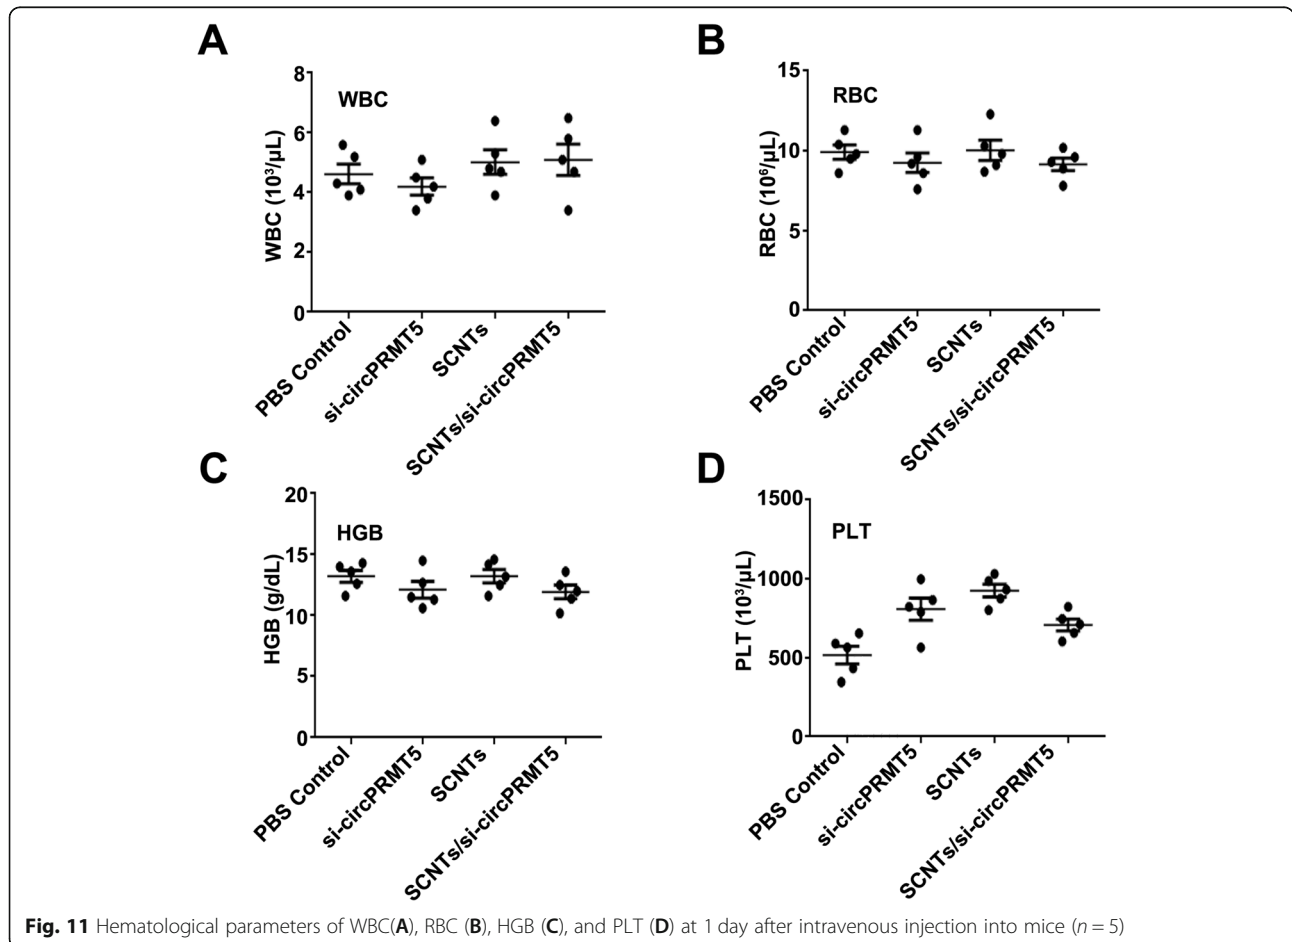 A
WBC
WBC (10³/µL)
8
6
4
2
0
PBS Control
si-circPRMT5
SCNTs
SCNTs/si-circPRMT5
B
RBC
RBC (10⁶/µL)
15
10
5
0
PBS Control
si-circPRMT5
SCNTs
SCNTs/si-circPRMT5
C
HGB
HGB (g/dL)
20
15
10
5
0
PBS Control
si-circPRMT5
SCNTs
SCNTs/si-circPRMT5
D
PLT
PLT (10³/µL)
1500
1000
500
0
PBS Control
si-circPRMT5
SCNTs
SCNTs/si-circPRMT5
Fig. 11 Hematological parameters of WBC(A), RBC (B), HGB (C), and PLT (D) at 1 day after intravenous injection into mice (n = 5)